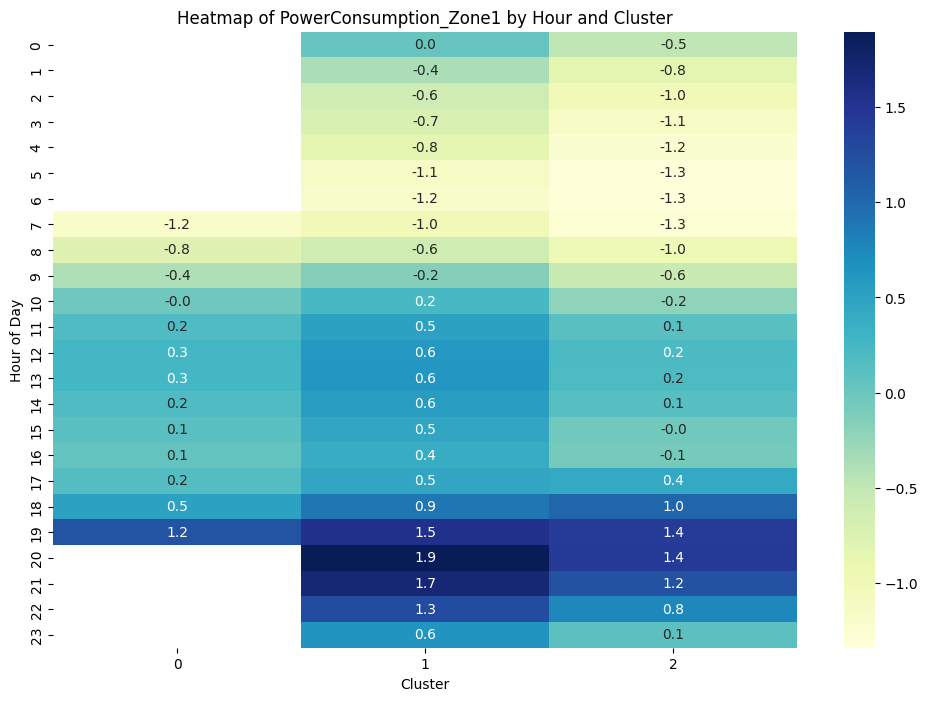 Heatmap of PowerConsumption_Zone1 by Hour and Cluster
Hour of Day
0 0.0 -0.5
1 -0.4 -0.8
2 -0.6 -1.0
3 -0.7 -1.1
4 -0.8 -1.2
5 -1.1 -1.3
6 -1.2 -1.3
7 -1.2 -1.0 -1.3
8 -0.8 -0.6 -1.0
9 -0.4 -0.2 -0.6
10 -0.0 0.2 -0.2
11 0.2 0.5 0.1
12 0.3 0.6 0.2
13 0.3 0.6 0.2
14 0.2 0.6 0.1
15 0.1 0.5 -0.0
16 0.1 0.4 -0.1
17 0.2 0.5 0.4
18 0.5 0.9 1.0
19 1.2 1.5 1.4
20 1.9 1.4
21 1.7 1.2
22 1.3 0.8
23 0.6 0.1
0 1 2
Cluster
1.5
1.0
0.5
0.0
−0.5
−1.0